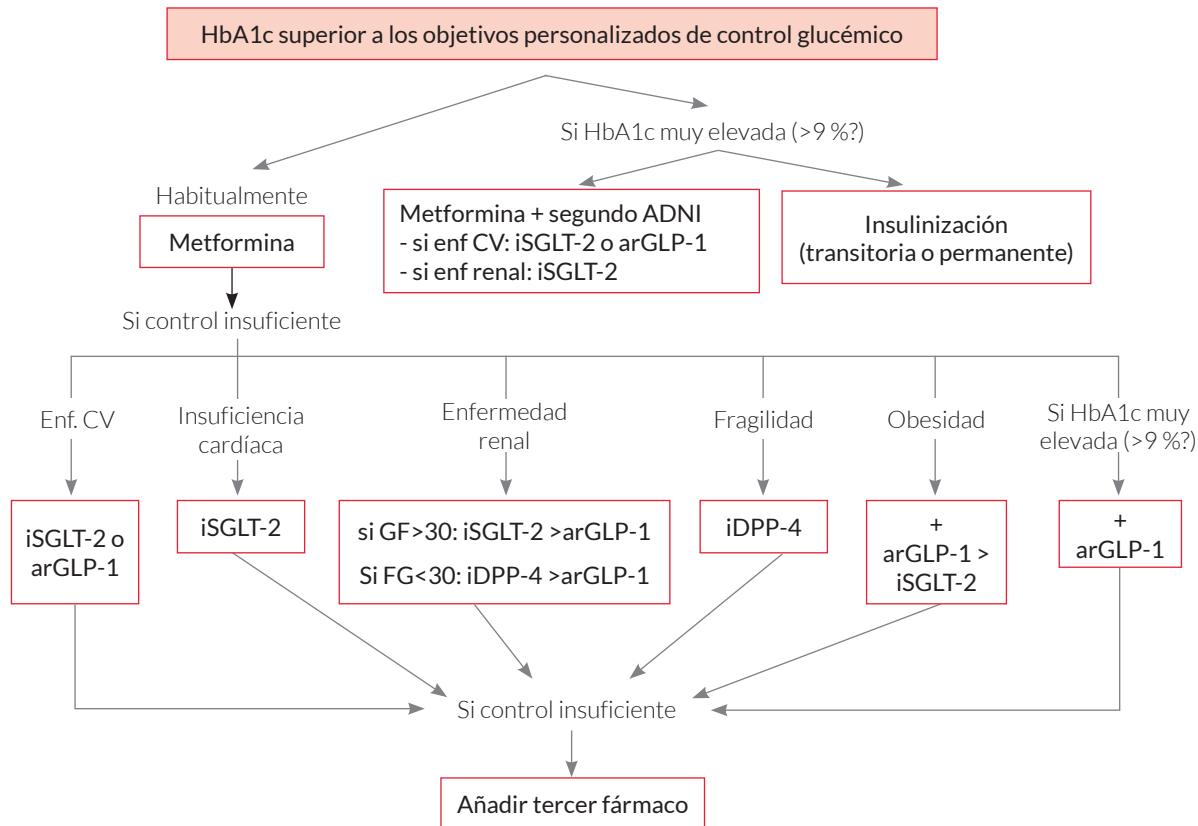 HbA1c superior a los objetivos personalizados de control glucémico
Si HbA1c muy elevada (>9 %?)
Habitualmente
Metformina
Metformina + segundo ADNI
- si enf CV: iSGLT-2 o arGLP-1
- si enf renal: iSGLT-2
Insulinización
(transitoria o permanente)
Si control insuficiente
Enf. CV
Insuficiencia
cardíaca
Enfermedad
renal
Fragilidad
Obesidad
Si HbA1c muy
elevada (>9 %?)
iSGLT-2 o
arGLP-1
iSGLT-2
si GF>30: iSGLT-2 >arGLP-1
Si FG<30: iDPP-4 >arGLP-1
iDPP-4
+
arGLP-1 >
iSGLT-2
+
arGLP-1
Si control insuficiente
Añadir tercer fármaco